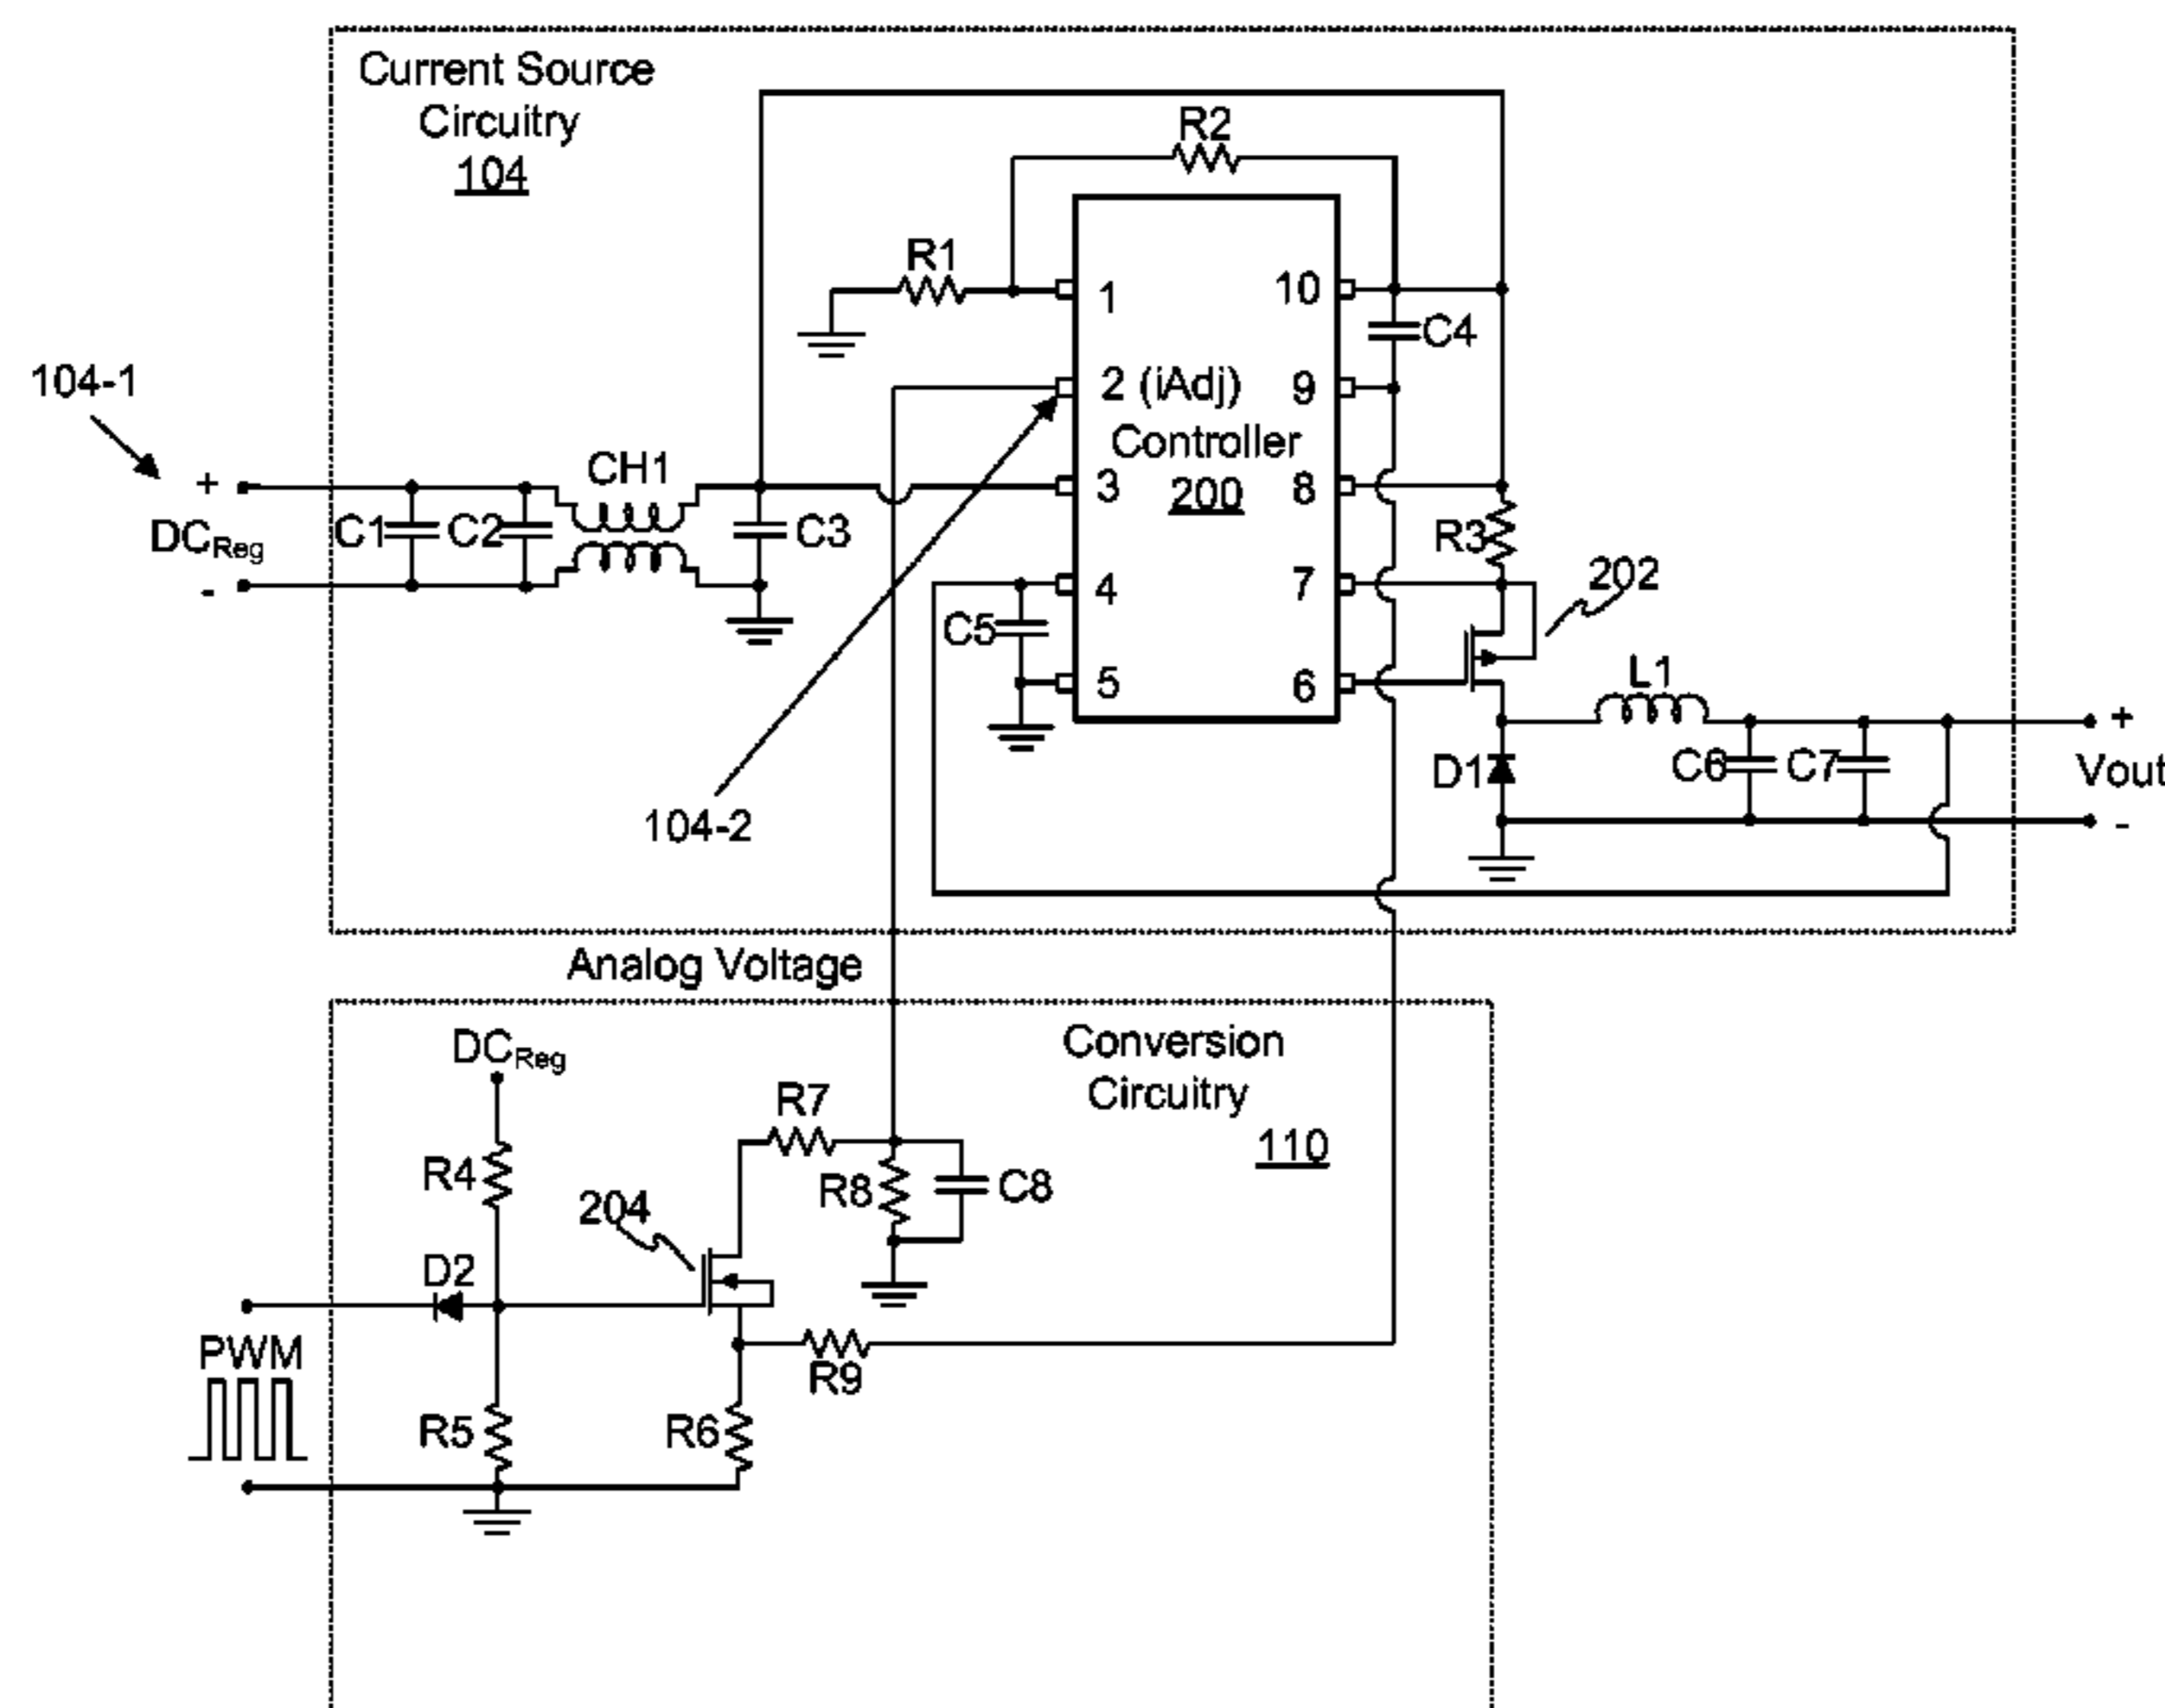 Current Source
Circuitry
104
R2
R1
1
10
C4
104-1
2 (iAdj)
9
Controller
200
+
DCReg
-
C1
C2
CH1
C3
3
8
R3
202
4
7
C5
5
6
L1
D1
C6
C7
+
Vout
-
104-2
Analog Voltage
Conversion
Circuitry
110
DCReg
R7
R4
R8
C8
204
D2
PWM
R9
R5
R6